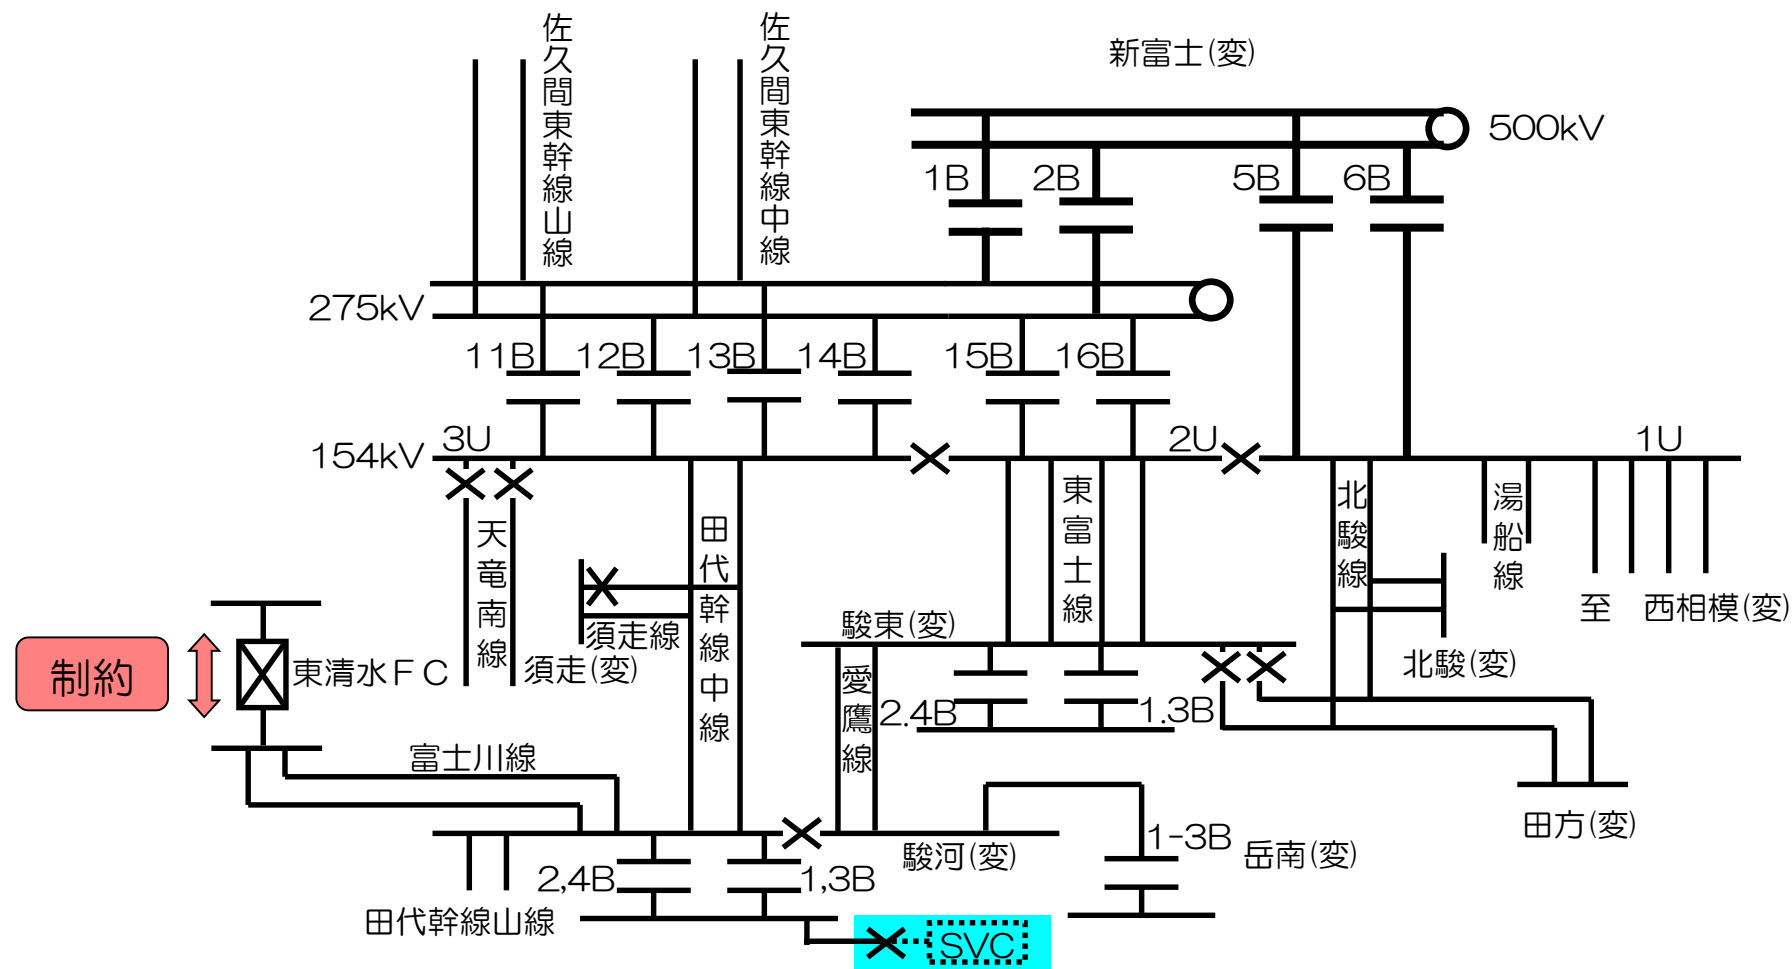 佐久間東幹線山線
佐久間東幹線中線
新富士(変)
500kV
1B
2B
5B
6B
275kV
11B
12B
13B
14B
15B
16B
154kV
3U
2U
1U
天竜南線
田代幹線中線
東富士線
北駿線
湯船線
至 西相模(変)
須走線
須走(変)
駿東(変)
北駿(変)
制約
東清水FC
愛鷹線
2.4B
1.3B
富士川線
田方(変)
1-3B
岳南(変)
駿河(変)
2,4B
1,3B
田代幹線山線
SVC